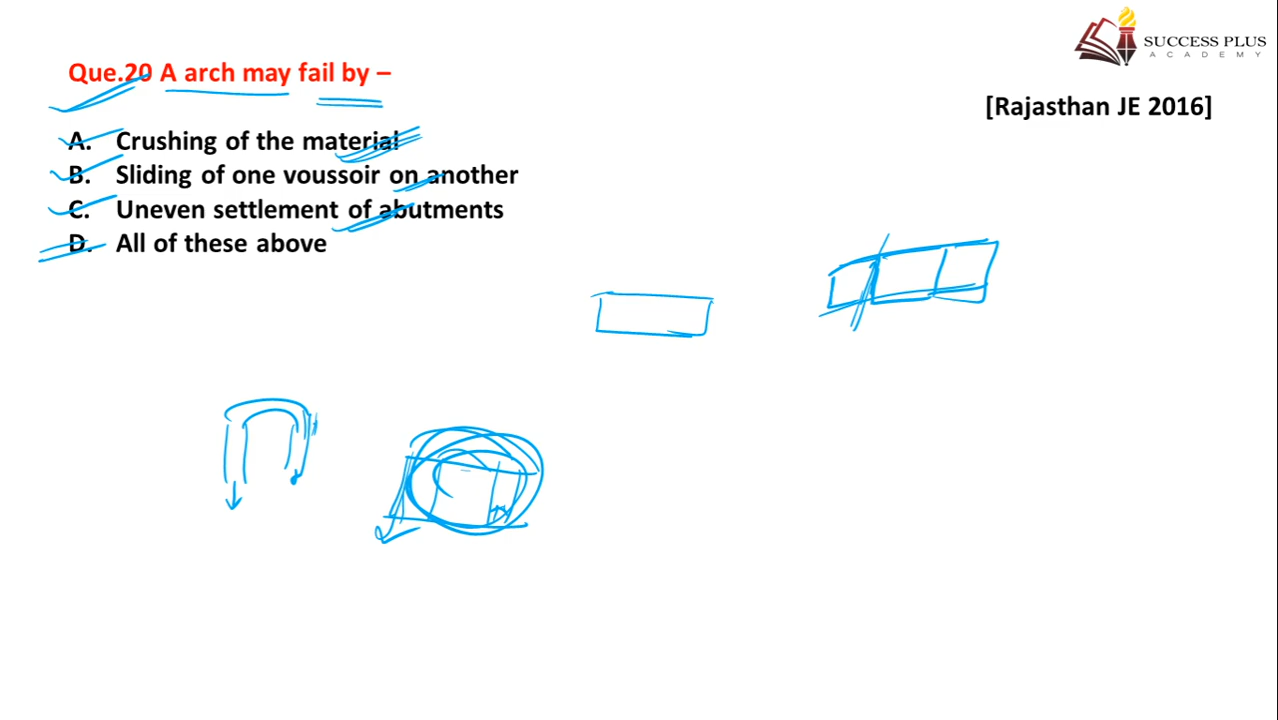 SUCCESS PLUS
ACADEMY
Que.20 A arch may fail by –
[Rajasthan JE 2016]
A. Crushing of the material
B. Sliding of one voussoir on another
C. Uneven settlement of abutments
D. All of these above